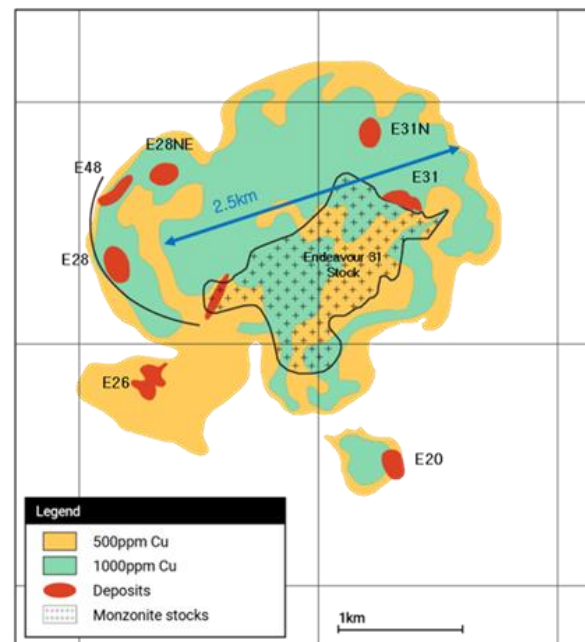 E28NE
E31N
E48
2.5km
E31
Endeavour 31
Stock
E28
E26
E20
Legend
500ppm Cu
1000ppm Cu
Deposits
Monzonite stocks
1km